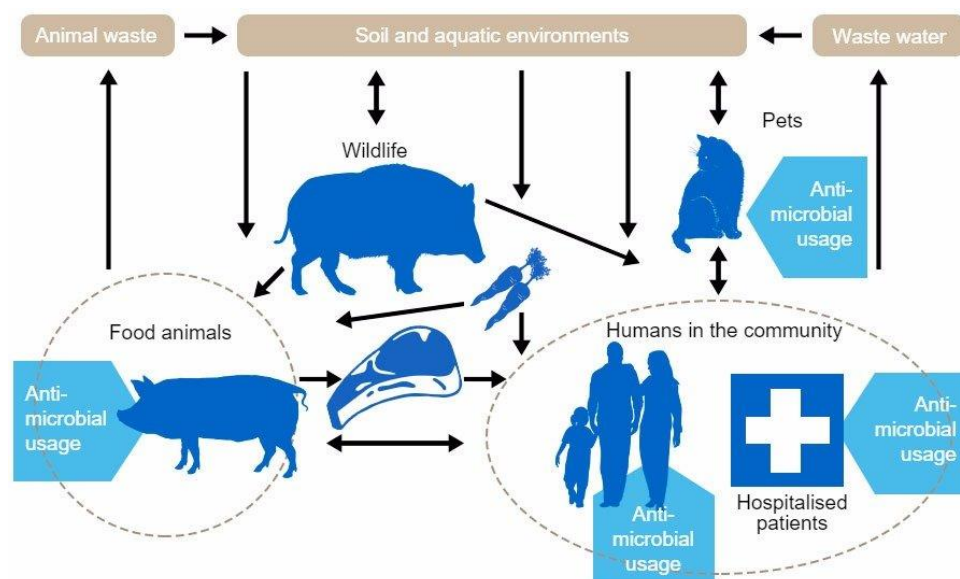 Animal waste
Soil and aquatic environments
Waste water
Pets
Wildlife
Anti-
microbial
usage
Food animals
Humans in the community
Anti-
microbial
usage
Anti-
microbial
usage
Hospitalised
patients
Anti-
microbial
usage